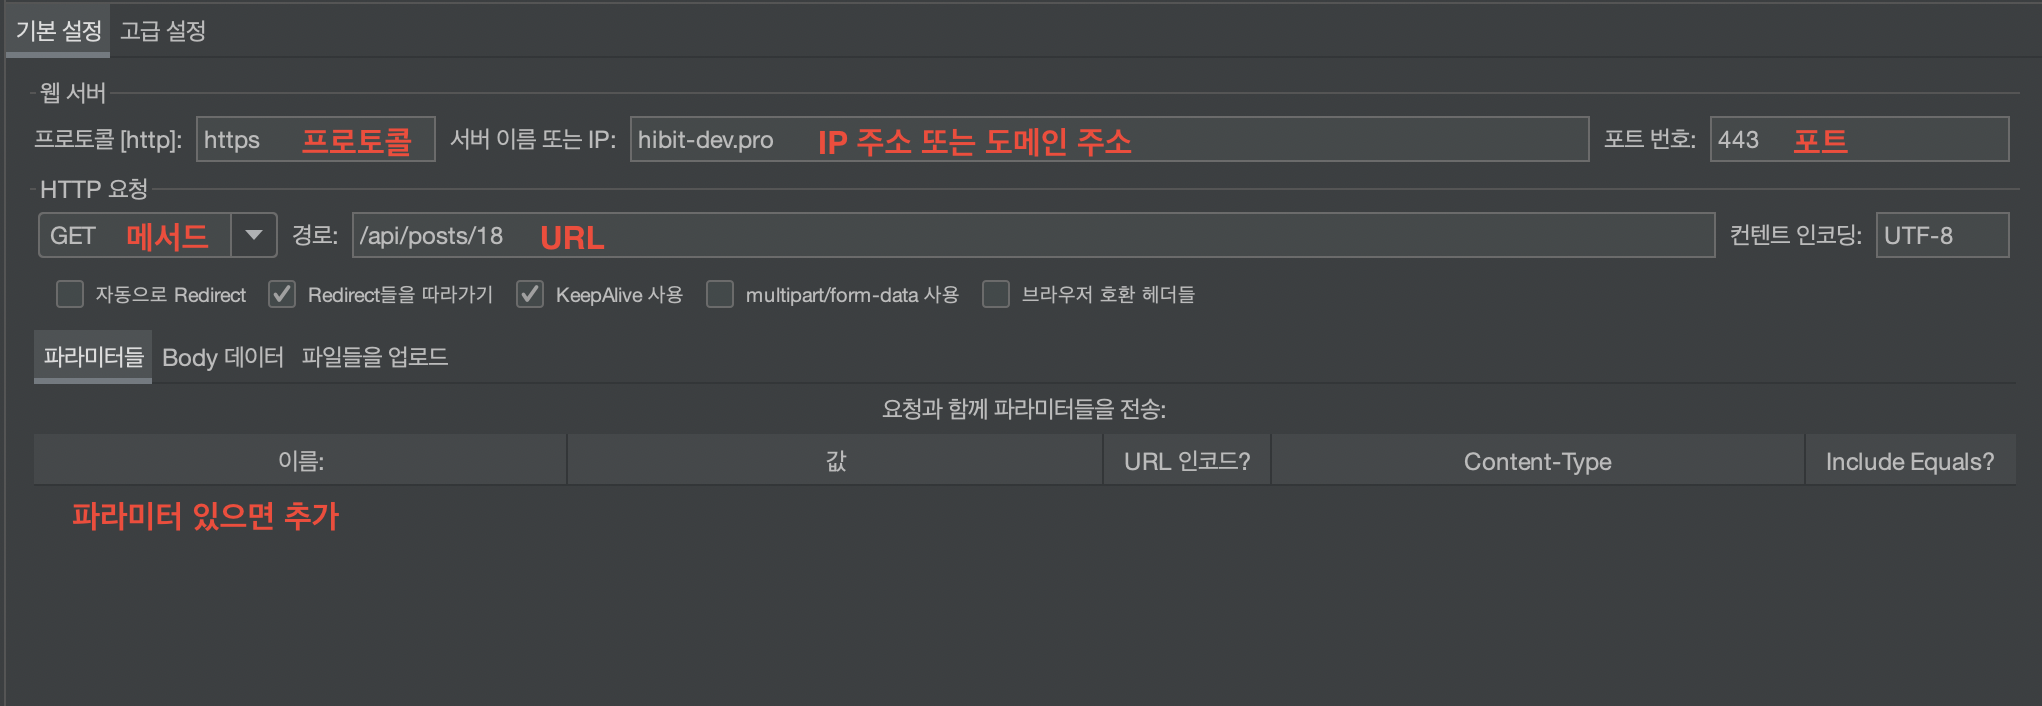 기본 설정 고급 설정
웹 서버
프로토콜 [http]: https 프로토콜 서버 이름 또는 IP: hibit-dev.pro IP 주소 또는 도메인 주소 포트 번호: 443 포트
HTTP 요청
GET 메서드 경로: /api/posts/18 URL 컨텐트 인코딩: UTF-8
자동으로 Redirect Redirect들을 따라가기 KeepAlive 사용 multipart/form-data 사용 브라우저 호환 헤더들
파라미터들 Body 데이터 파일들을 업로드
요청과 함께 파라미터들을 전송:
이름: 값 URL 인코드? Content-Type Include Equals?
파라미터 있으면 추가